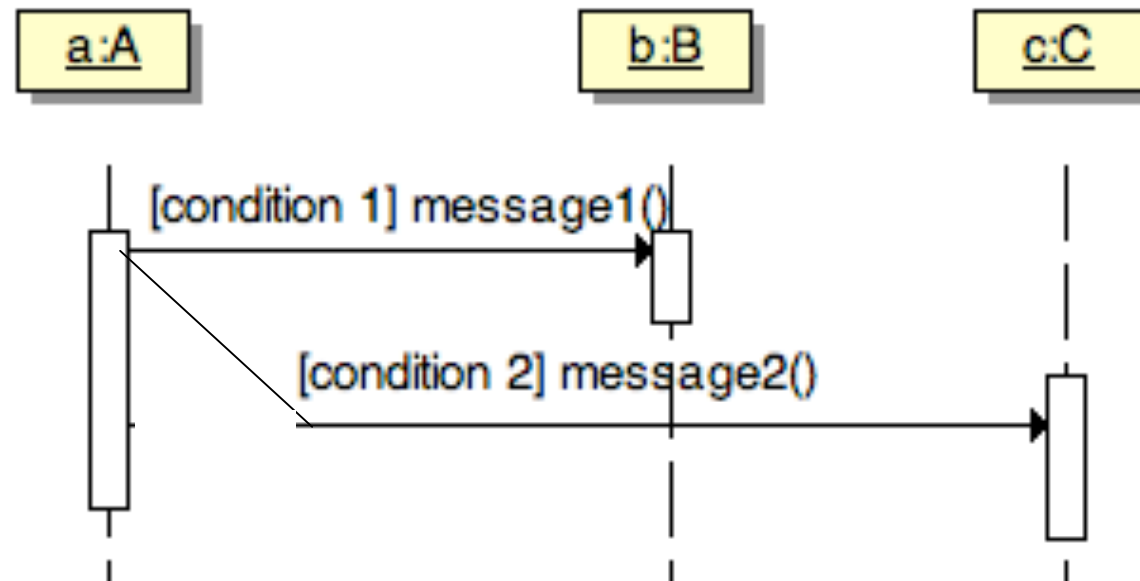 a:A
b:B
c:C
[condition 1] message1()
[condition 2] message2()